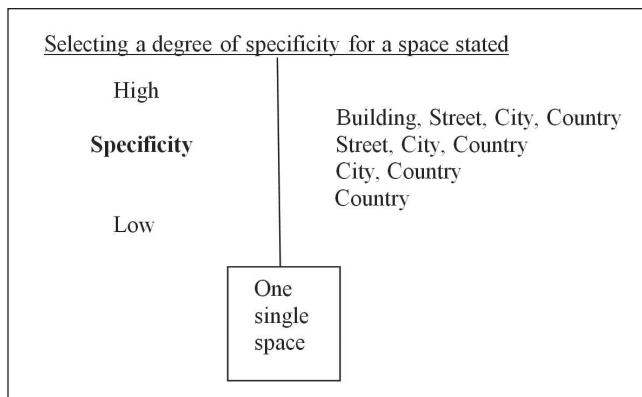 Selecting a degree of specificity for a space stated
High
Building, Street, City, Country
Specificity
Street, City, Country
City, Country
Country
Low
One
single
space